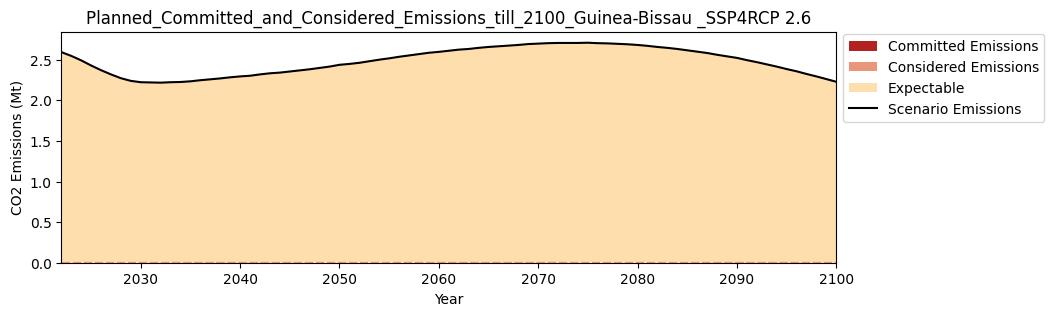 Planned_Committed_and_Considered_Emissions_till_2100_Guinea-Bissau _SSP4RCP 2.6
Committed Emissions
Considered Emissions
Expectable
Scenario Emissions
CO2 Emissions (Mt)
2.5
2.0
1.5
1.0
0.5
0.0
2030 2040 2050 2060 2070 2080 2090 2100
Year